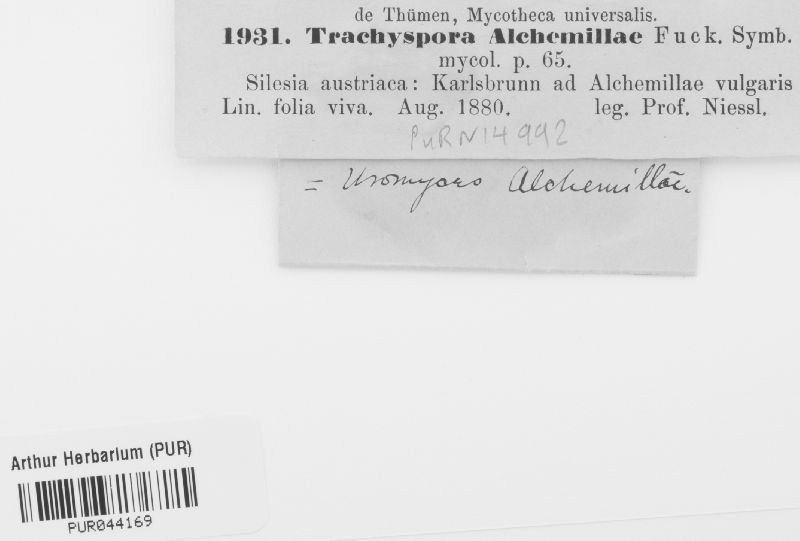 de Thümen, Mycotheca universalis.
1931. Trachyspora Alchemillae Fuck. Symb.
mycol. p. 65.
Silesia austriaca: Karlsbrunn ad Alchemillae vulgaris
Lin. folia viva. Aug. 1880. leg. Prof. Niessl.
PURN14992
= Uromyces Alchemillae.
Arthur Herbarium (PUR)
PUR044169